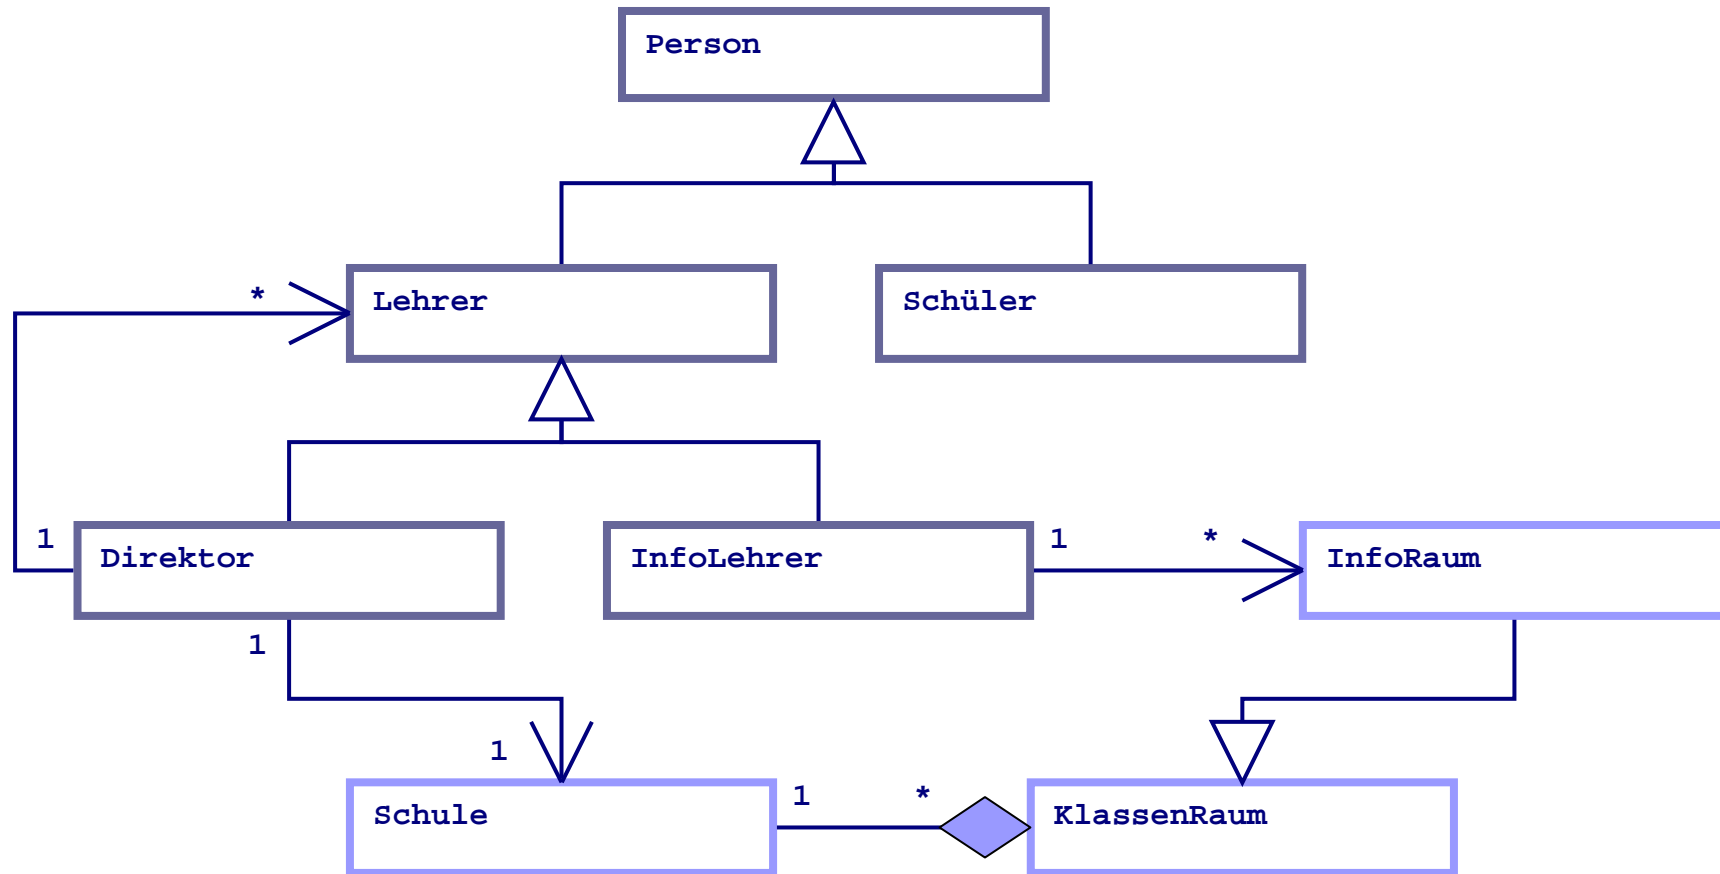 Person
*
Lehrer
Schüler
1
Direktor
InfoLehrer
1
*
InfoRaum
1
1
Schule
1
*
KlassenRaum